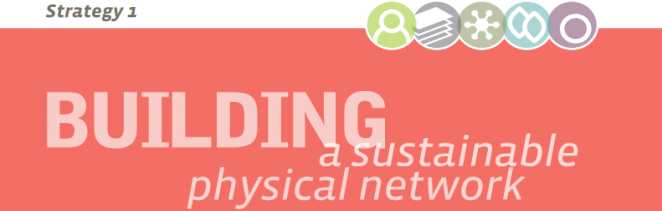 Strategy 1
BUILDING
a sustainable
physical network